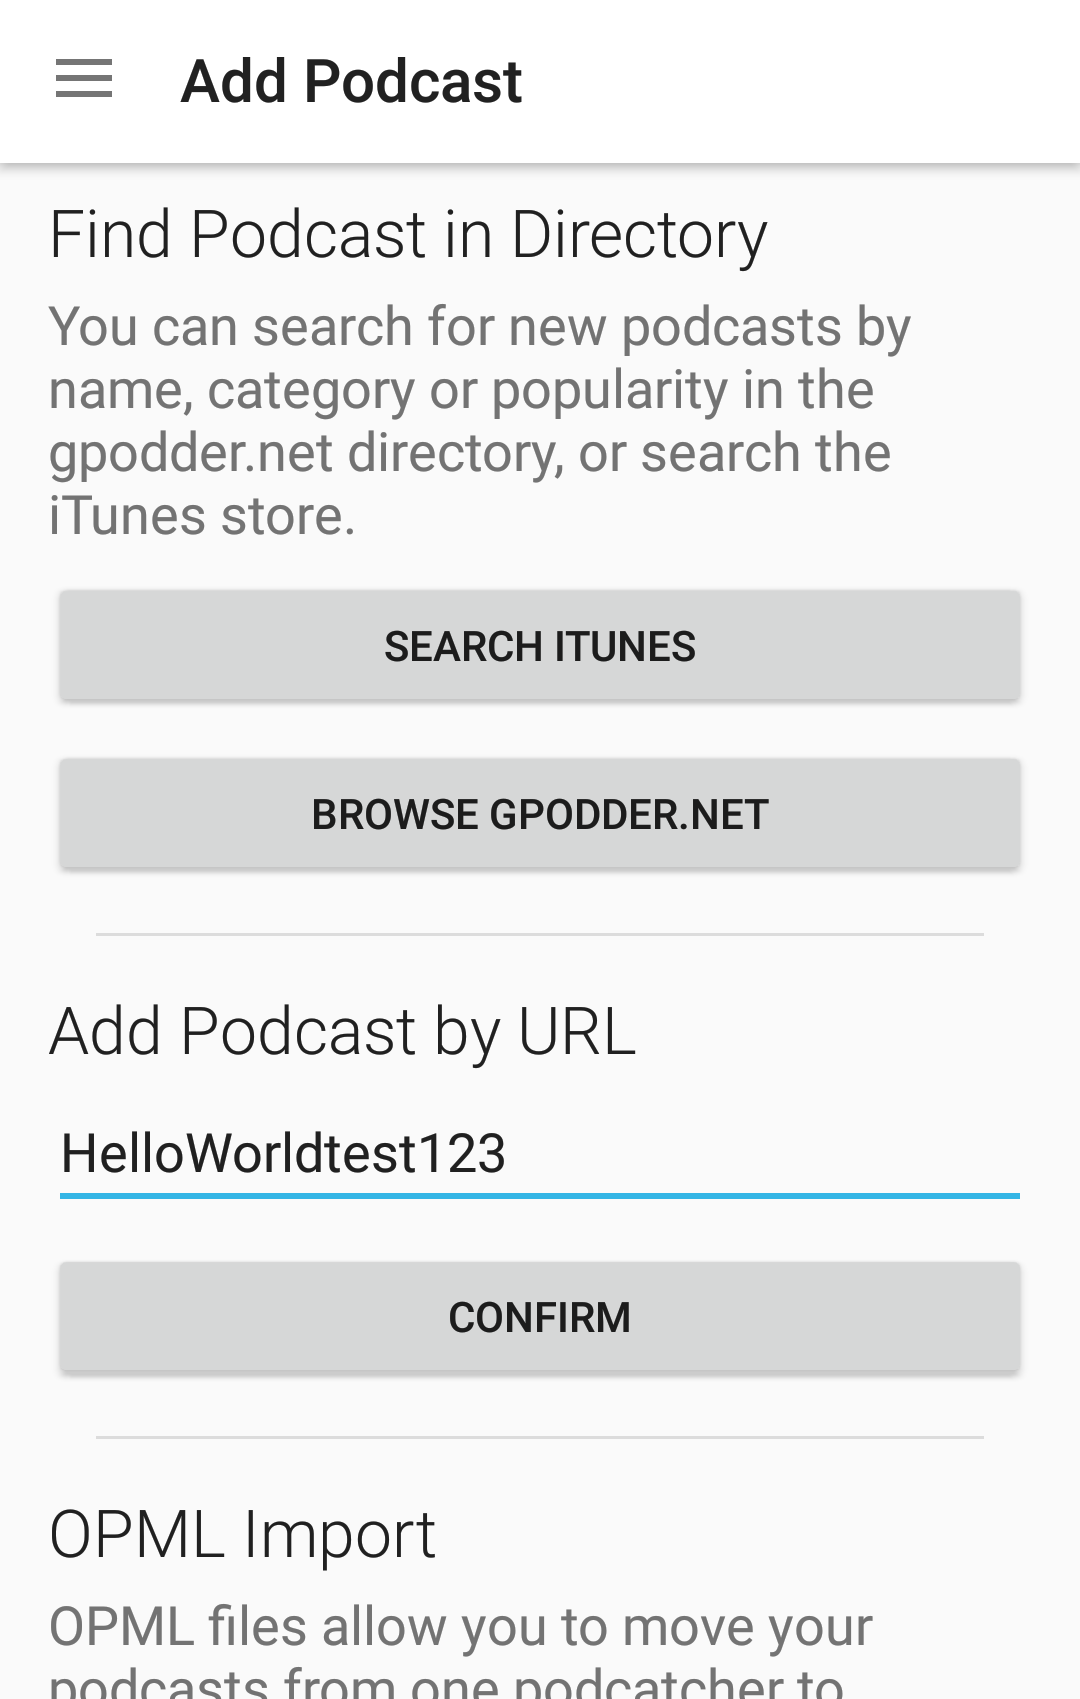 Add Podcast
Find Podcast in Directory
You can search for new podcasts by
name, category or popularity in the
gpodder.net directory, or search the
iTunes store.
SEARCH ITUNES
BROWSE GPODDER.NET
Add Podcast by URL
HelloWorldtest123
CONFIRM
OPML Import
OPML files allow you to move your
podcasts from one podcatcher to